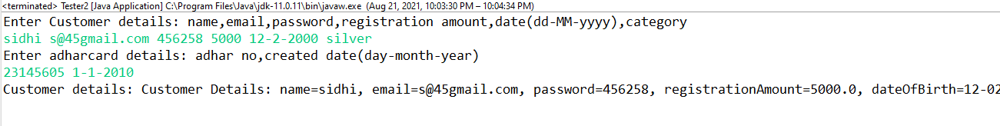 <terminated> Tester2 [Java Application] C:\Program Files\Java\jdk-11.0.11\bin\javaw.exe (Aug 21, 2021, 10:03:30 PM – 10:04:34 PM)
Enter Customer details: name,email,password,registration amount,date(dd-MM-yyyy),category
sidhi s@45gmail.com 456258 5000 12-2-2000 silver
Enter adharcard details: adhar no,created date(day-month-year)
23145605 1-1-2010
Customer details: Customer Details: name=sidhi, email=s@45gmail.com, password=456258, registrationAmount=5000.0, dateOfBirth=12-02